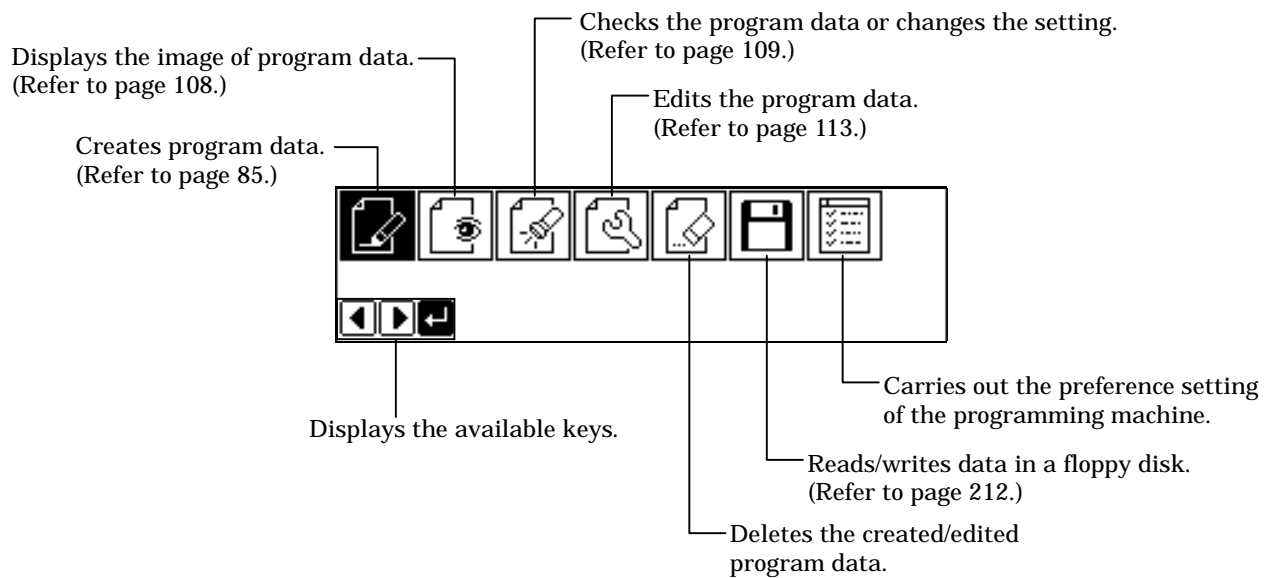 Checks the program data or changes the setting.
(Refer to page 109.)
Displays the image of program data.
(Refer to page 108.)
Edits the program data.
(Refer to page 113.)
Creates program data.
(Refer to page 85.)
Carries out the preference setting
of the programming machine.
Displays the available keys.
Reads/writes data in a floppy disk.
(Refer to page 212.)
Deletes the created/edited
program data.